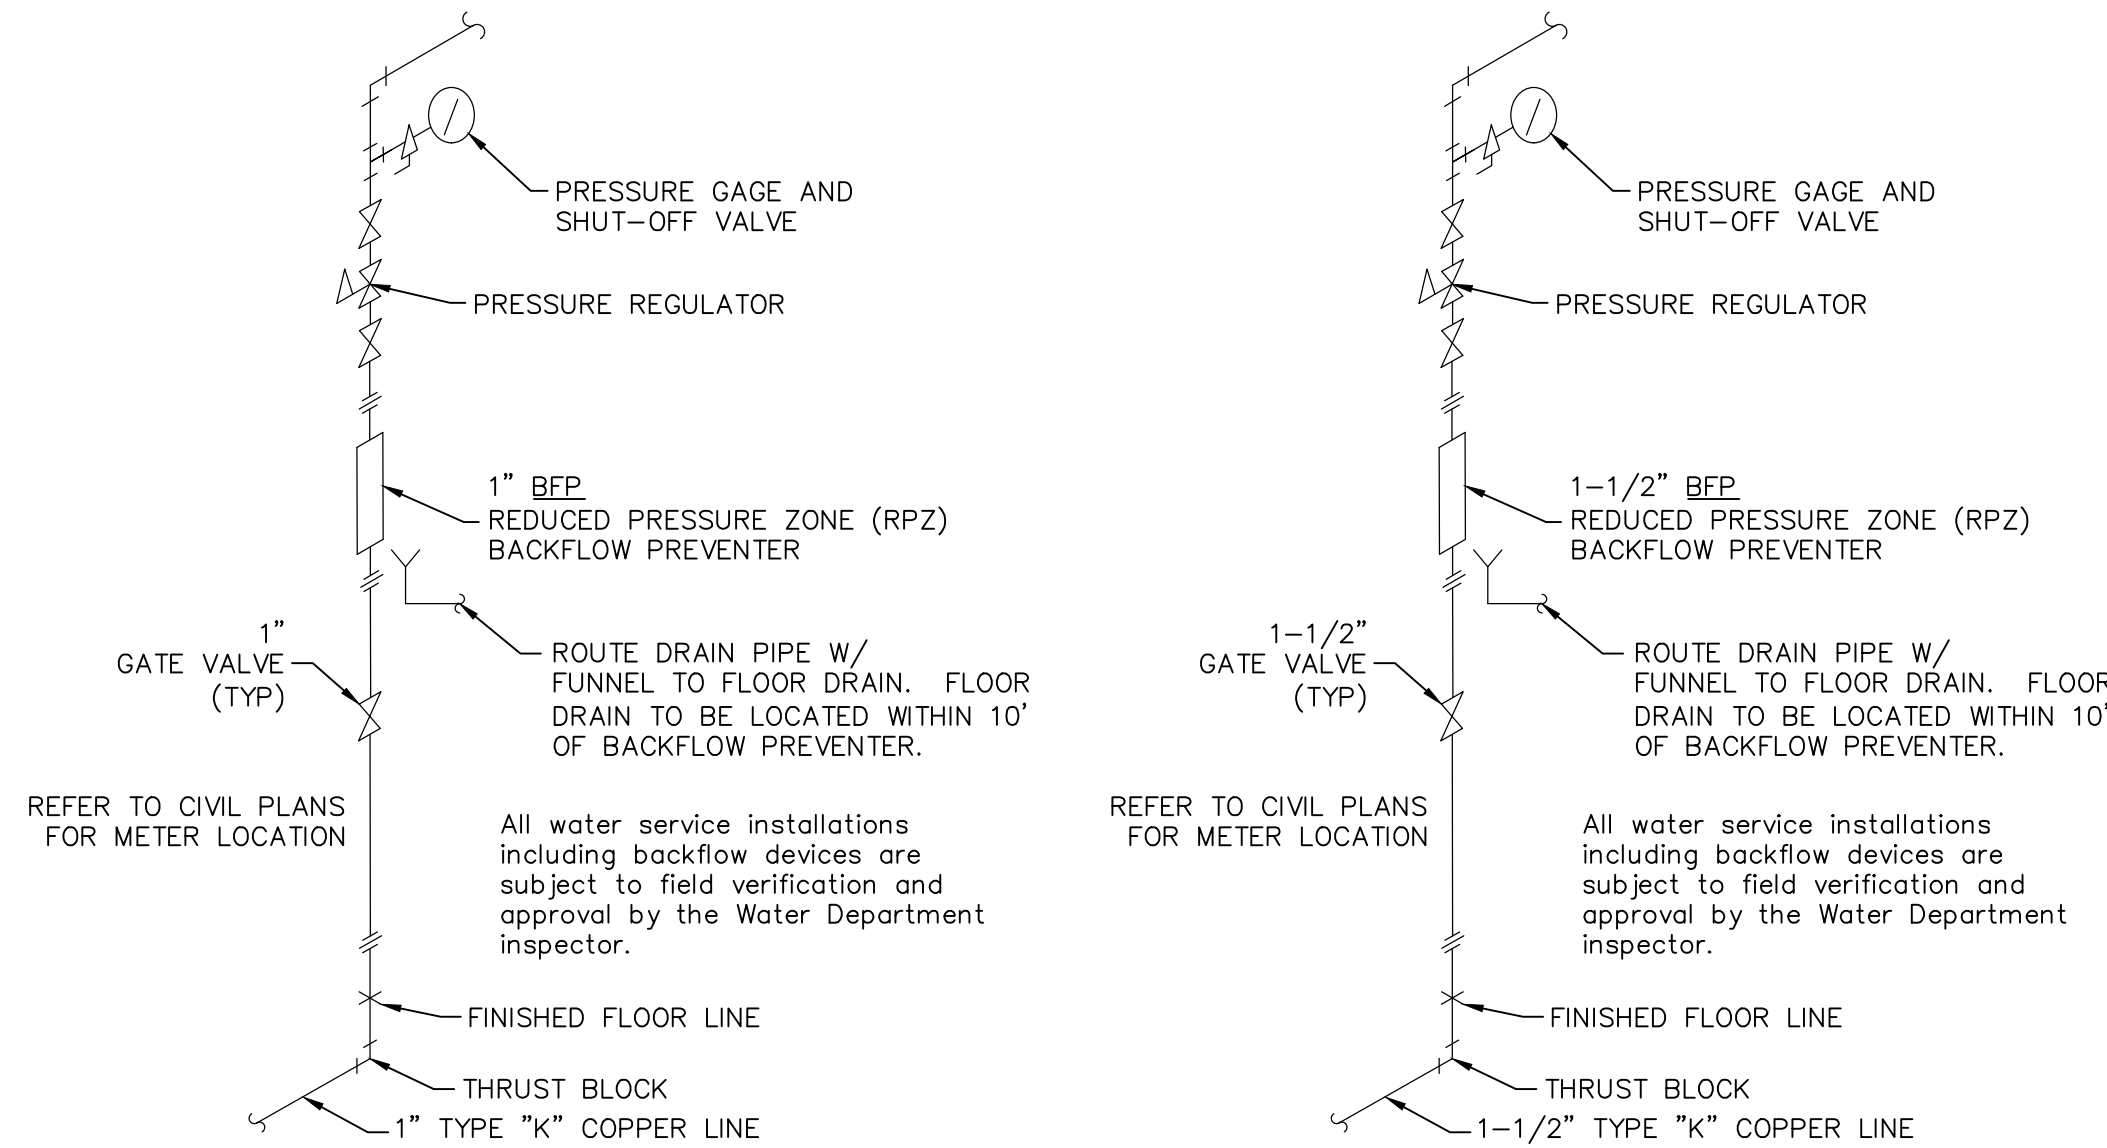 PRESSURE GAGE AND
SHUT-OFF VALVE
PRESSURE REGULATOR
1" BFP
REDUCED PRESSURE ZONE (RPZ)
BACKFLOW PREVENTER
1"
GATE VALVE
(TYP)
ROUTE DRAIN PIPE W/
FUNNEL TO FLOOR DRAIN. FLOOR
DRAIN TO BE LOCATED WITHIN 10'
OF BACKFLOW PREVENTER.
REFER TO CIVIL PLANS
FOR METER LOCATION
All water service installations
including backflow devices are
subject to field verification and
approval by the Water Department
inspector.
FINISHED FLOOR LINE
THRUST BLOCK
1" TYPE "K" COPPER LINE
PRESSURE GAGE AND
SHUT-OFF VALVE
PRESSURE REGULATOR
1-1/2" BFP
REDUCED PRESSURE ZONE (RPZ)
BACKFLOW PREVENTER
1-1/2"
GATE VALVE
(TYP)
ROUTE DRAIN PIPE W/
FUNNEL TO FLOOR DRAIN. FLOOR
DRAIN TO BE LOCATED WITHIN 10'
OF BACKFLOW PREVENTER.
REFER TO CIVIL PLANS
FOR METER LOCATION
All water service installations
including backflow devices are
subject to field verification and
approval by the Water Department
inspector.
FINISHED FLOOR LINE
THRUST BLOCK
1-1/2" TYPE "K" COPPER LINE